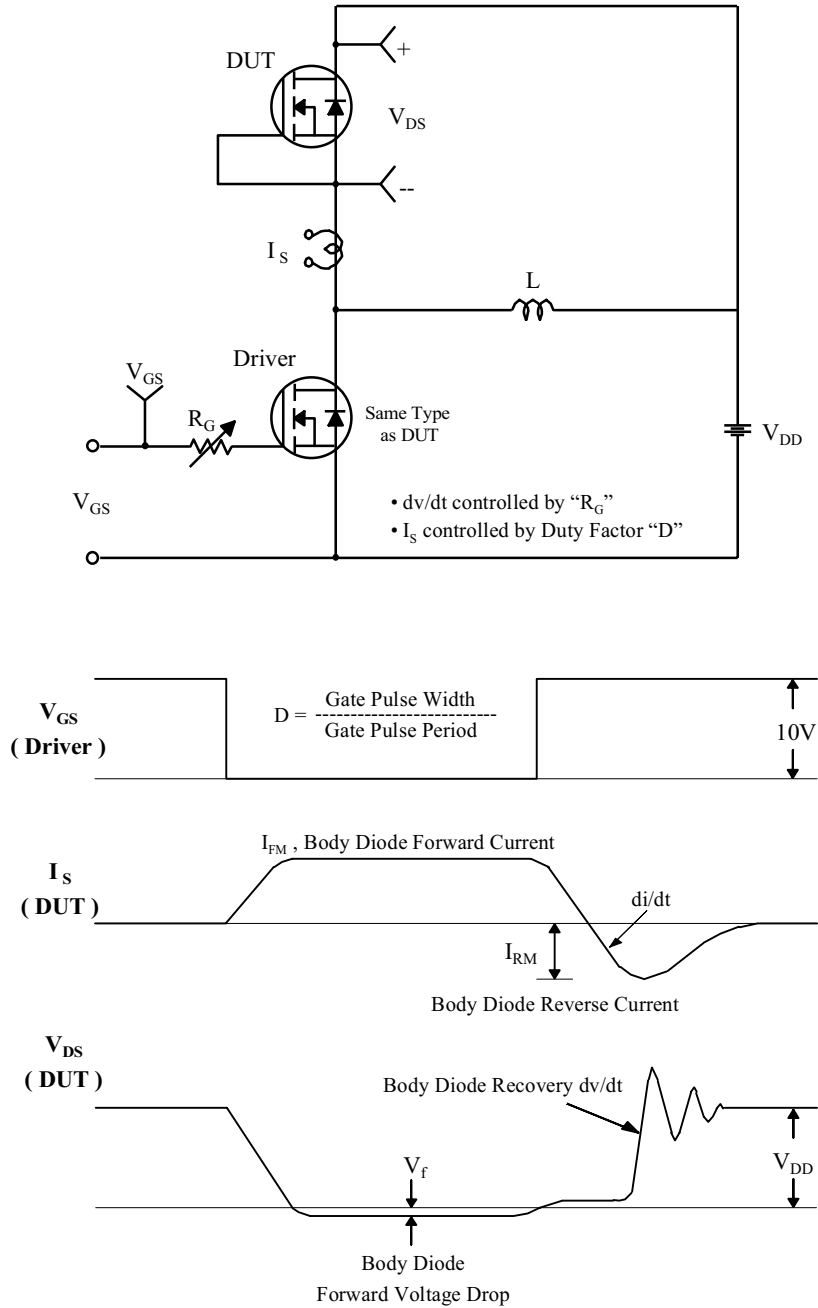 DUT
+
V_DS
--
I_S
L
Driver
V_GS
R_G
Same Type
as DUT
V_DD
V_GS
• dv/dt controlled by “R_G”
• I_S controlled by Duty Factor “D”
V_GS
( Driver )
D = Gate Pulse Width
--------------------------
Gate Pulse Period
10V
I_FM , Body Diode Forward Current
I_S
( DUT )
di/dt
I_RM
Body Diode Reverse Current
V_DS
( DUT )
Body Diode Recovery dv/dt
V_f
V_DD
Body Diode
Forward Voltage Drop